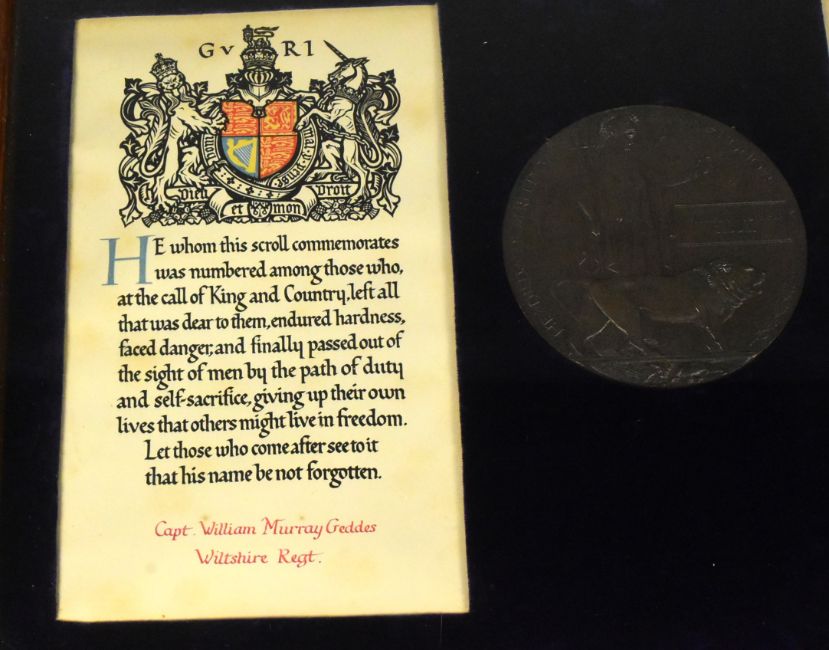 G V R I
Dieu Droit
et mon
HE whom this scroll commemorates
was numbered among those who,
at the call of King and Country, left all
that was dear to them, endured hardness,
faced danger, and finally passed out of
the sight of men by the path of duty
and self-sacrifice, giving up their own
lives that others might live in freedom.
Let those who come after see to it
that his name be not forgotten.
Capt. William Murray Geddes
Wiltshire Regt.